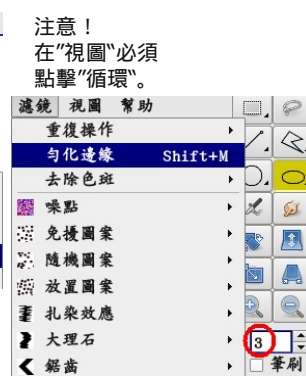 注意！
在"視圖"必須
點擊"循環"。
濾鏡 視圖 幫助
重復操作
勻化邊緣 Shift+M
去除色斑
噪點
免擾圖案
隨機圖案
放置圖案
扎染效應
大理石
鋸齒
3
筆刷